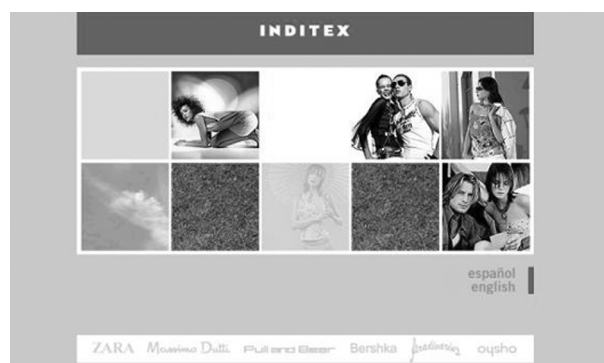 INDITEX
español
english
ZARA Massimo Dutti Pull and Bear Bershka Stradivarius oysho